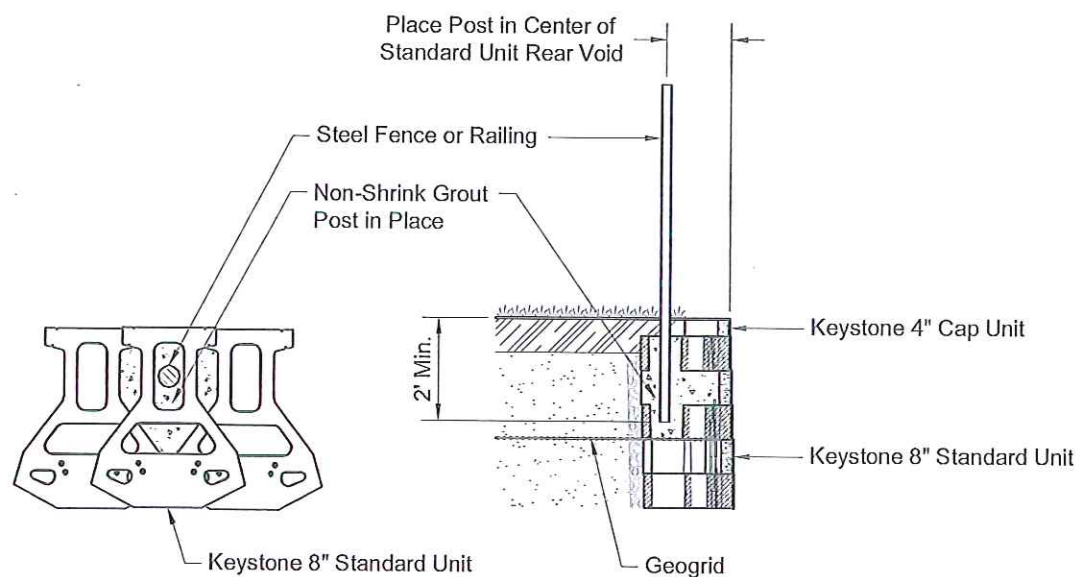 Place Post in Center of
Standard Unit Rear Void
Steel Fence or Railing
Non-Shrink Grout
Post in Place
Keystone 4" Cap Unit
2' Min.
Keystone 8" Standard Unit
Keystone 8" Standard Unit
Geogrid